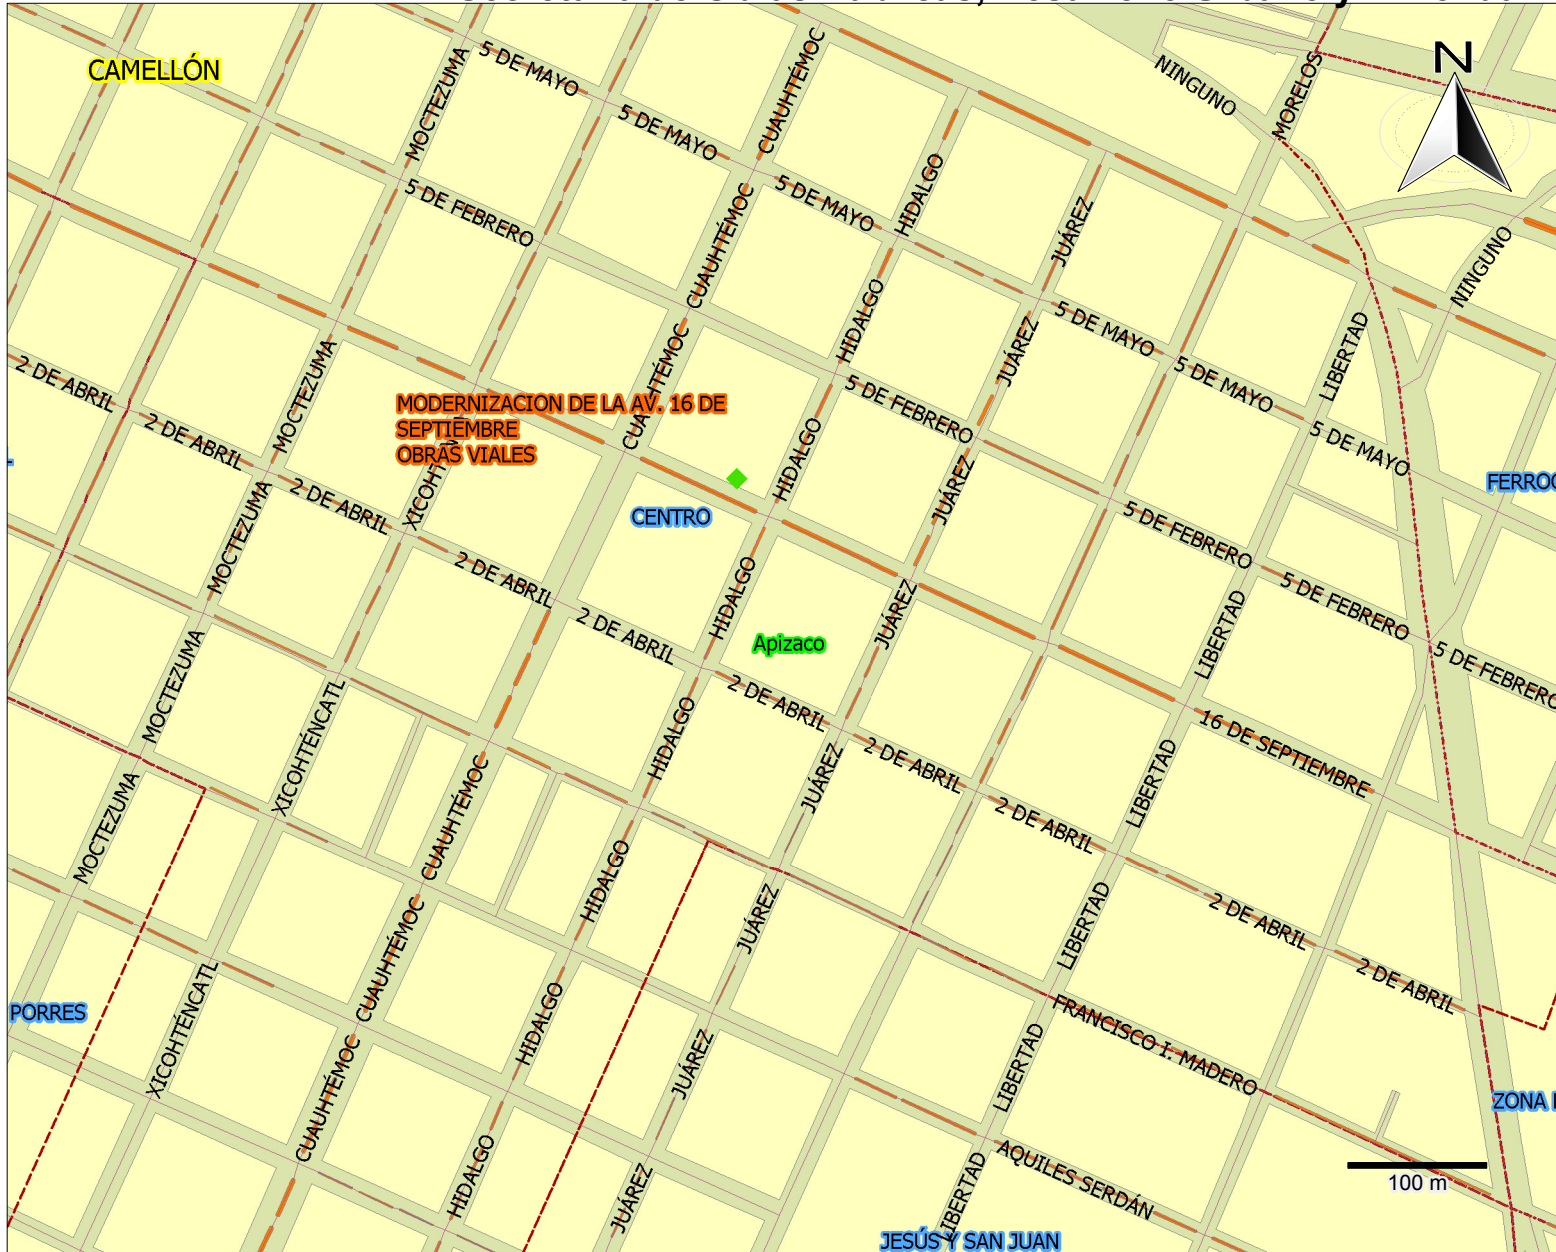 CAMELLÓN
5 DE MAYO
MOCTEZUMA
CUAUHTÉMOC
NINGUNO
MORELOS
N
5 DE MAYO
5 DE FEBRERO
CUAUHTÉMOC
5 DE MAYO
HIDALGO
JUÁREZ
NINGUNO
HIDALGO
5 DE MAYO
LIBERTAD
2 DE ABRIL
MOCTEZUMA
CUAUHTÉMOC
JUÁREZ
5 DE MAYO
MODERNIZACION DE LA AV. 16 DE
SEPTIEMBRE
OBRAS VIALES
2 DE ABRIL
5 DE FEBRERO
5 DE MAYO
HIDALGO
JUÁREZ
2 DE ABRIL
MOCTEZUMA
CENTRO
5 DE FEBRERO
2 DE ABRIL
HIDALGO
JUÁREZ
5 DE FEBRERO
2 DE ABRIL
Apizaco
LIBERTAD
5 DE FEBRERO
MOCTEZUMA
2 DE ABRIL
16 DE SEPTIEMBRE
XICOHTÉNCATL
HIDALGO
2 DE ABRIL
JUÁREZ
LIBERTAD
MOCTEZUMA
CUAUHTÉMOC
2 DE ABRIL
HIDALGO
JUÁREZ
LIBERTAD
2 DE ABRIL
CUAUHTÉMOC
2 DE ABRIL
PORRES
XICOHTÉNCATL
HIDALGO
FRANCISCO I. MADERO
JUÁREZ
LIBERTAD
CUAUHTÉMOC
ZONA
HIDALGO
JUÁREZ
AQUILES SERDÁN
LIBERTAD
100 m
JESÚS Y SAN JUAN